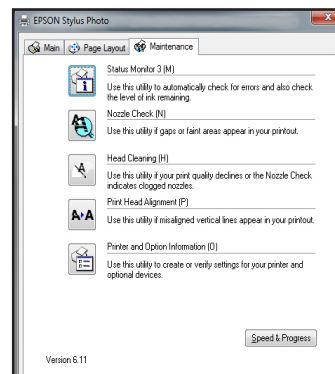 EPSON Stylus Photo
X
Main
Page Layout
Maintenance
Status Monitor 3 (M)
Use this utility to automatically check for errors and also check
the level of ink remaining.
Nozzle Check (N)
Use this utility if gaps or faint areas appear in your printout.
Head Cleaning (H)
Use this utility if your print quality declines or the Nozzle Check
indicates clogged nozzles.
Print Head Alignment (P)
Use this utility if misaligned vertical lines appear in your printout.
Printer and Option Information (O)
Use this utility to create or verify settings for your printer and
optional devices.
Speed & Progress
Version 6.11